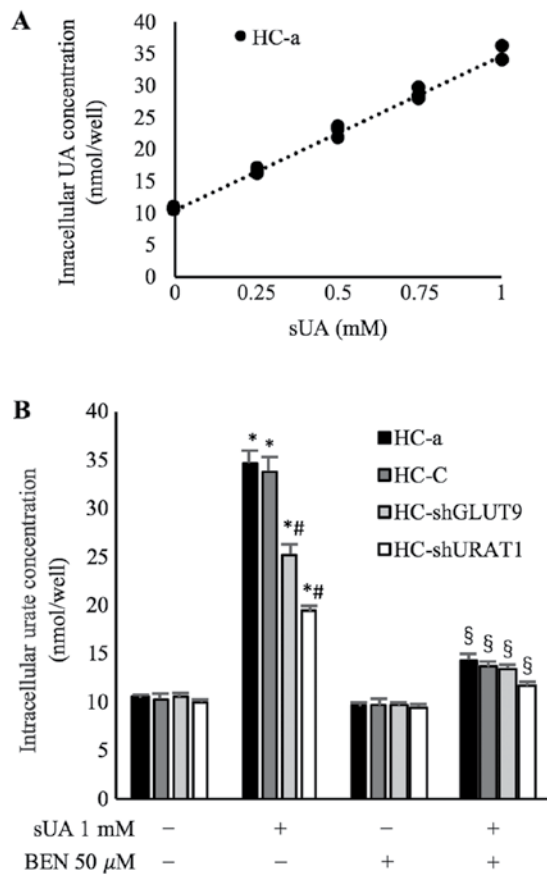 A
HC-a
Inracellular UA concentration
(nmol/well)
40
35
30
25
20
15
10
5
0
0 0.25 0.5 0.75 1
sUA (mM)
B
Intracellular urate concentration
(nmol/well)
40
35
30
25
20
15
10
5
0
* *
*#
*#
§ § § §
HC-a
HC-C
HC-shGLUT9
HC-shURAT1
sUA 1 mM − + − +
BEN 50 μM − − + +